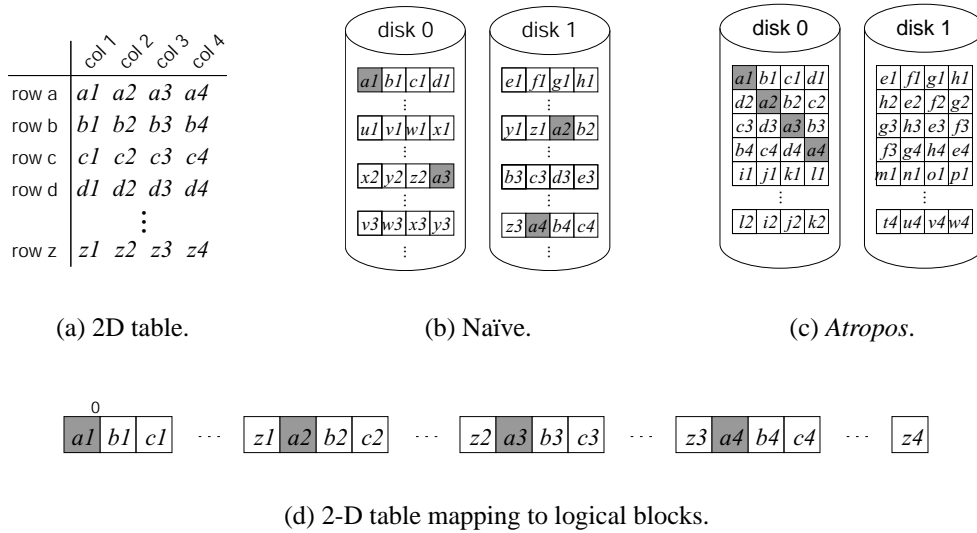 col 1 col 2 col 3 col 4
row a a1 a2 a3 a4
row b b1 b2 b3 b4
row c c1 c2 c3 c4
row d d1 d2 d3 d4
⋮
row z z1 z2 z3 z4
(a) 2D table.
disk 0
a1 b1 c1 d1
⋮
u1 v1 w1 x1
⋮
x2 y2 z2 a3
⋮
v3 w3 x3 y3
⋮
disk 1
e1 f1 g1 h1
⋮
y1 z1 a2 b2
⋮
b3 c3 d3 e3
⋮
z3 a4 b4 c4
⋮
(b) Naïve.
disk 0
a1 b1 c1 d1
d2 a2 b2 c2
c3 d3 a3 b3
b4 c4 d4 a4
i1 j1 k1 l1
⋮
l2 i2 j2 k2
disk 1
e1 f1 g1 h1
h2 e2 f2 g2
g3 h3 e3 f3
f3 g4 h4 e4
m1 n1 o1 p1
⋮
t4 u4 v4 w4
(c) Atropos.
0
a1 b1 c1 ··· z1 a2 b2 c2 ··· z2 a3 b3 c3 ··· z3 a4 b4 c4 ··· z4
(d) 2-D table mapping to logical blocks.